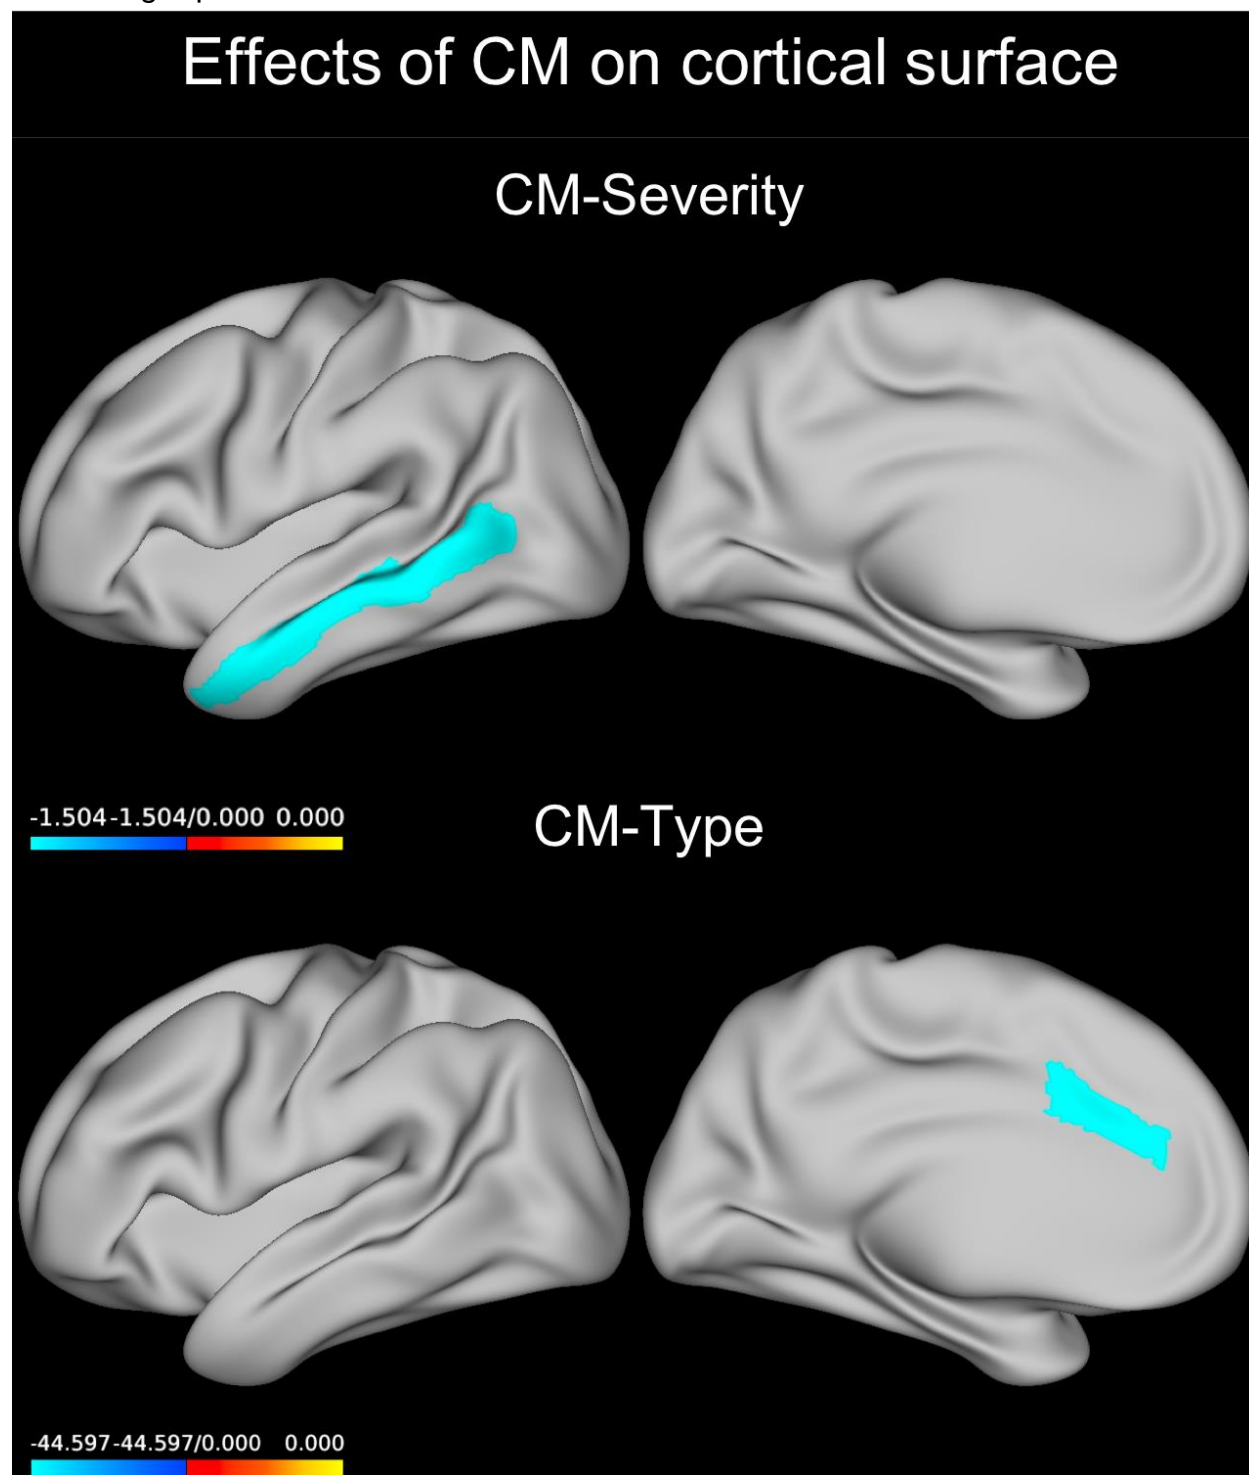 Effects of CM on cortical surface
CM-Severity
-1.504-1.504/0.000 0.000
CM-Type
-44.597-44.597/0.000 0.000